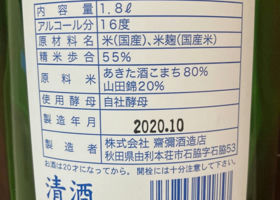 内容量 1.8ℓ
アルコール分 16度
原材料名 米(国産)、米麹(国産米)
精米歩合 55%
原料米 あきた酒こまち80%
山田錦20%
使用酵母 自社酵母
製造年月 2020.10
製造者 株式会社 齋彌酒造店
秋田県由利本荘市石脇字石脇53
お酒は20才になってから。 開栓には十分注意して下さい。
清酒